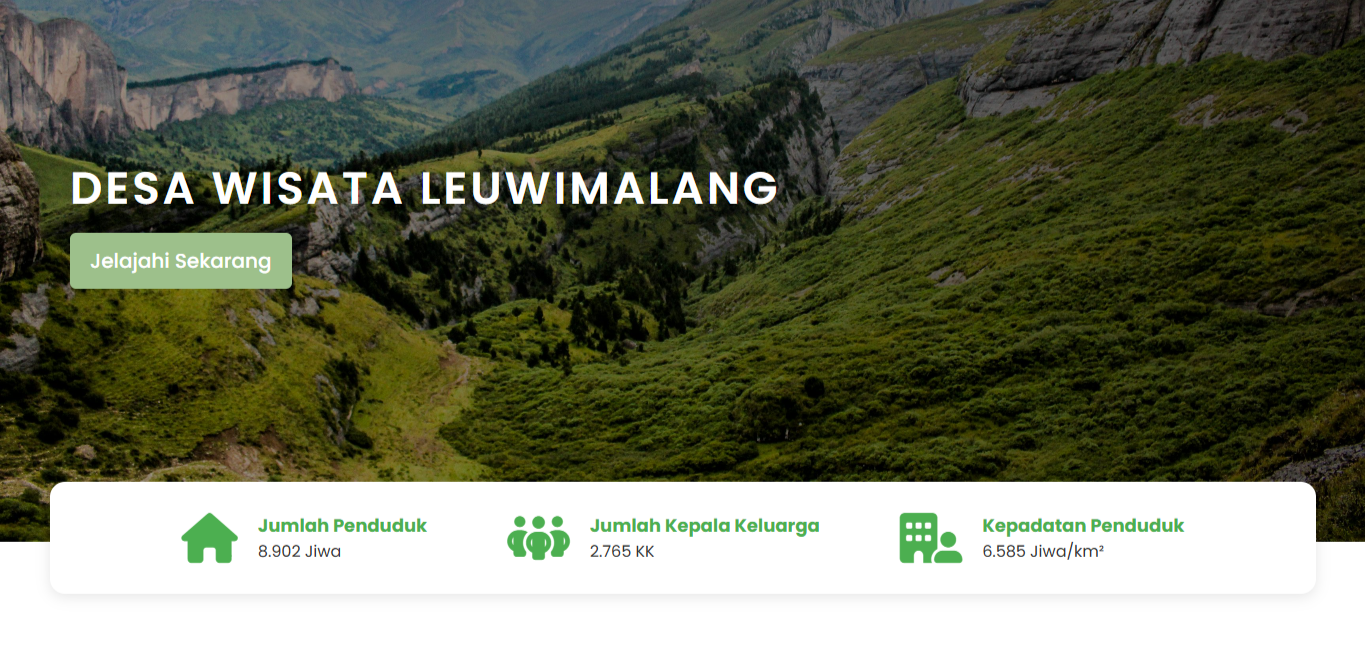 DESA WISATA LEUWIMALANG
Jelajahi Sekarang
Jumlah Penduduk
8.902 Jiwa
Jumlah Kepala Keluarga
2.765 KK
Kepadatan Penduduk
6.585 Jiwa/km²